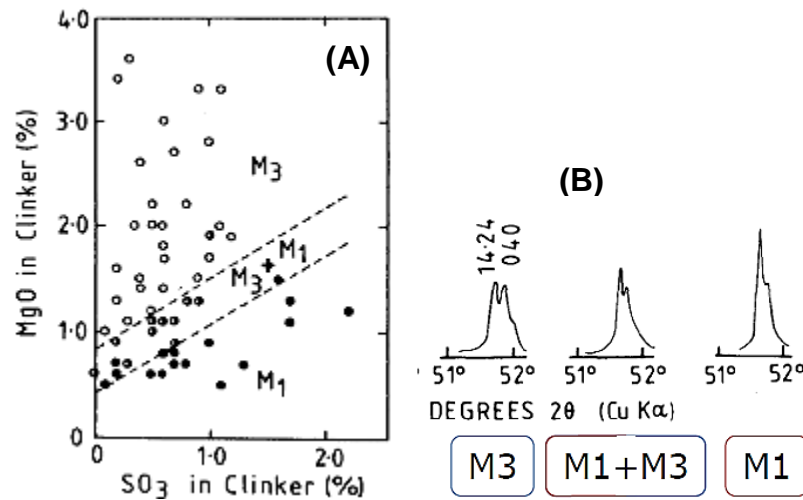 (A)
4·0
3·0
2·0
1·0
0
MgO in Clinker (%)
M3
M1
+
M3
M1
0 1·0 2·0
SO3 in Clinker (%)
(B)
14·24
040
51° 52° 51° 52° 51° 52°
DEGREES 2θ (Cu Kα)
M3 M1+M3 M1